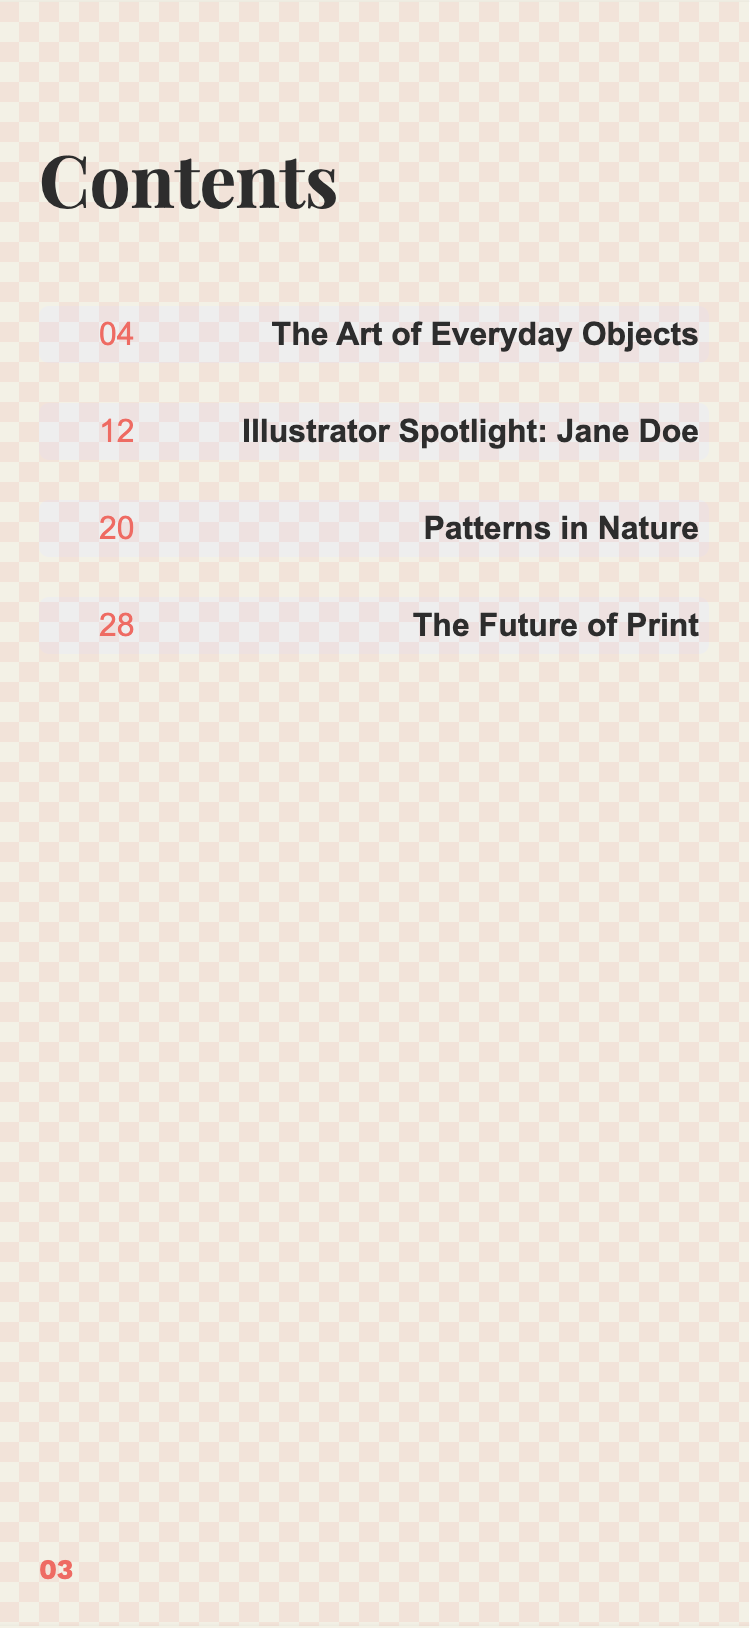 Contents
04 The Art of Everyday Objects
12 Illustrator Spotlight: Jane Doe
20 Patterns in Nature
28 The Future of Print
03